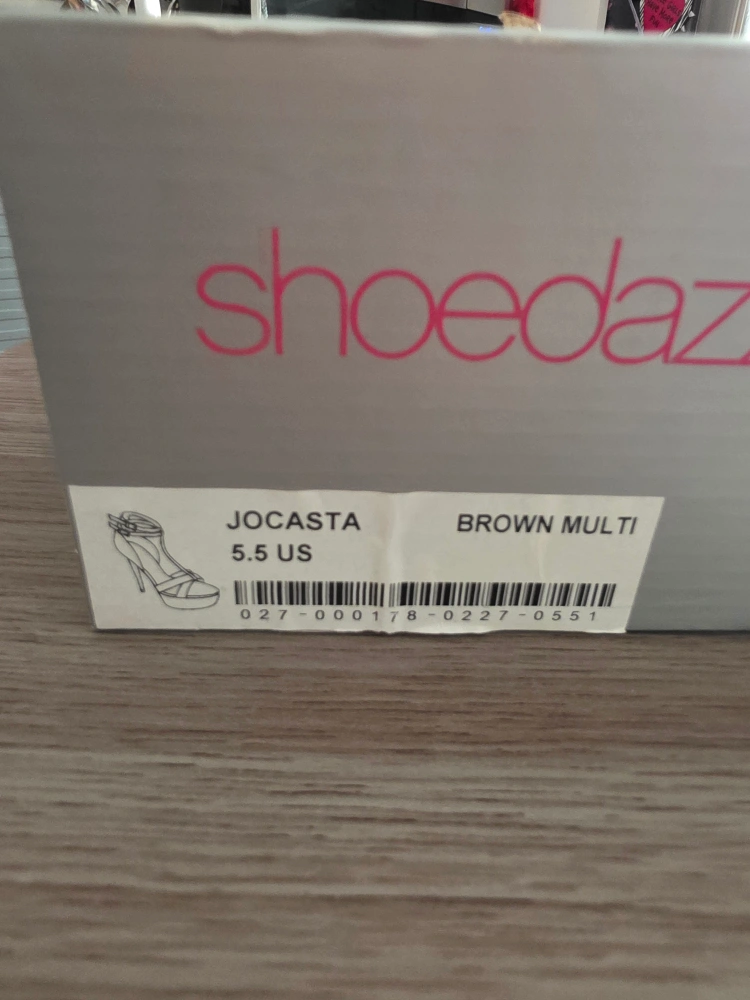 shoedaz
JOCASTA BROWN MULTI
5.5 US
027-000178-0227-0551